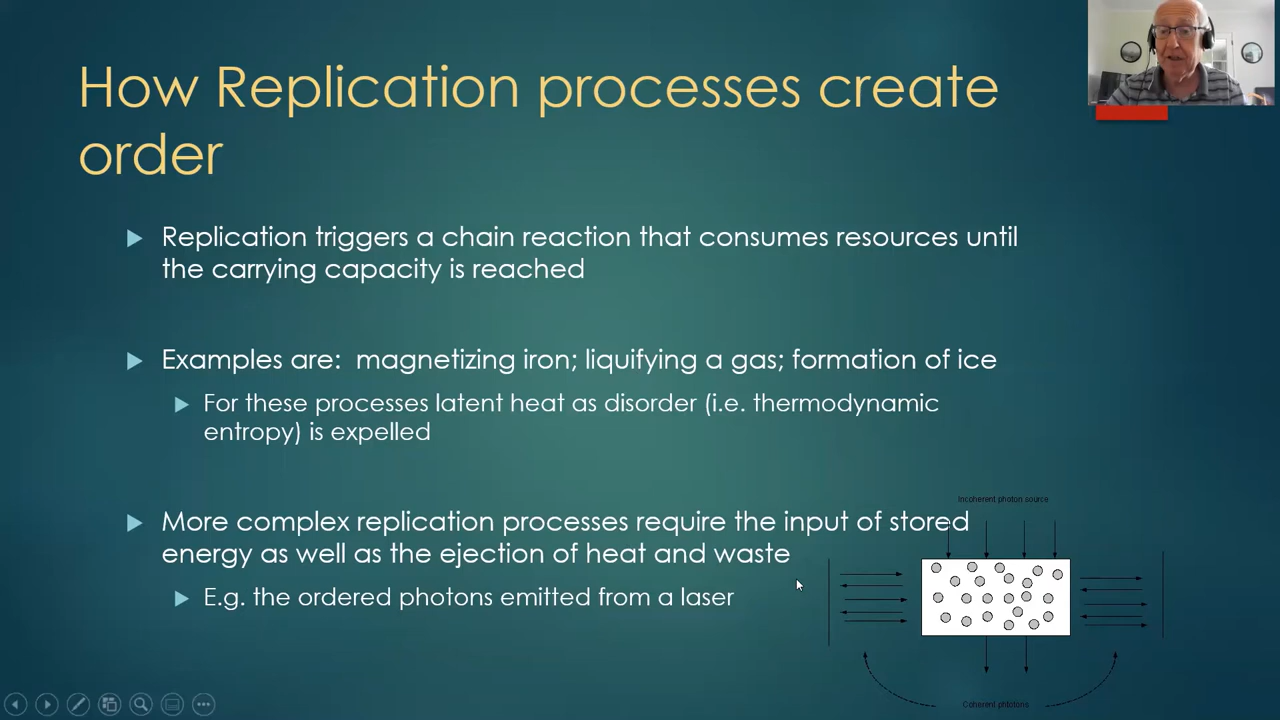 How Replication processes create
order
Replication triggers a chain reaction that consumes resources until
the carrying capacity is reached
Examples are: magnetizing iron; liquifying a gas; formation of ice
For these processes latent heat as disorder (i.e. thermodynamic
entropy) is expelled
Incoherent photon source
More complex replication processes require the input of stored
energy as well as the ejection of heat and waste
E.g. the ordered photons emitted from a laser
Coherent photons